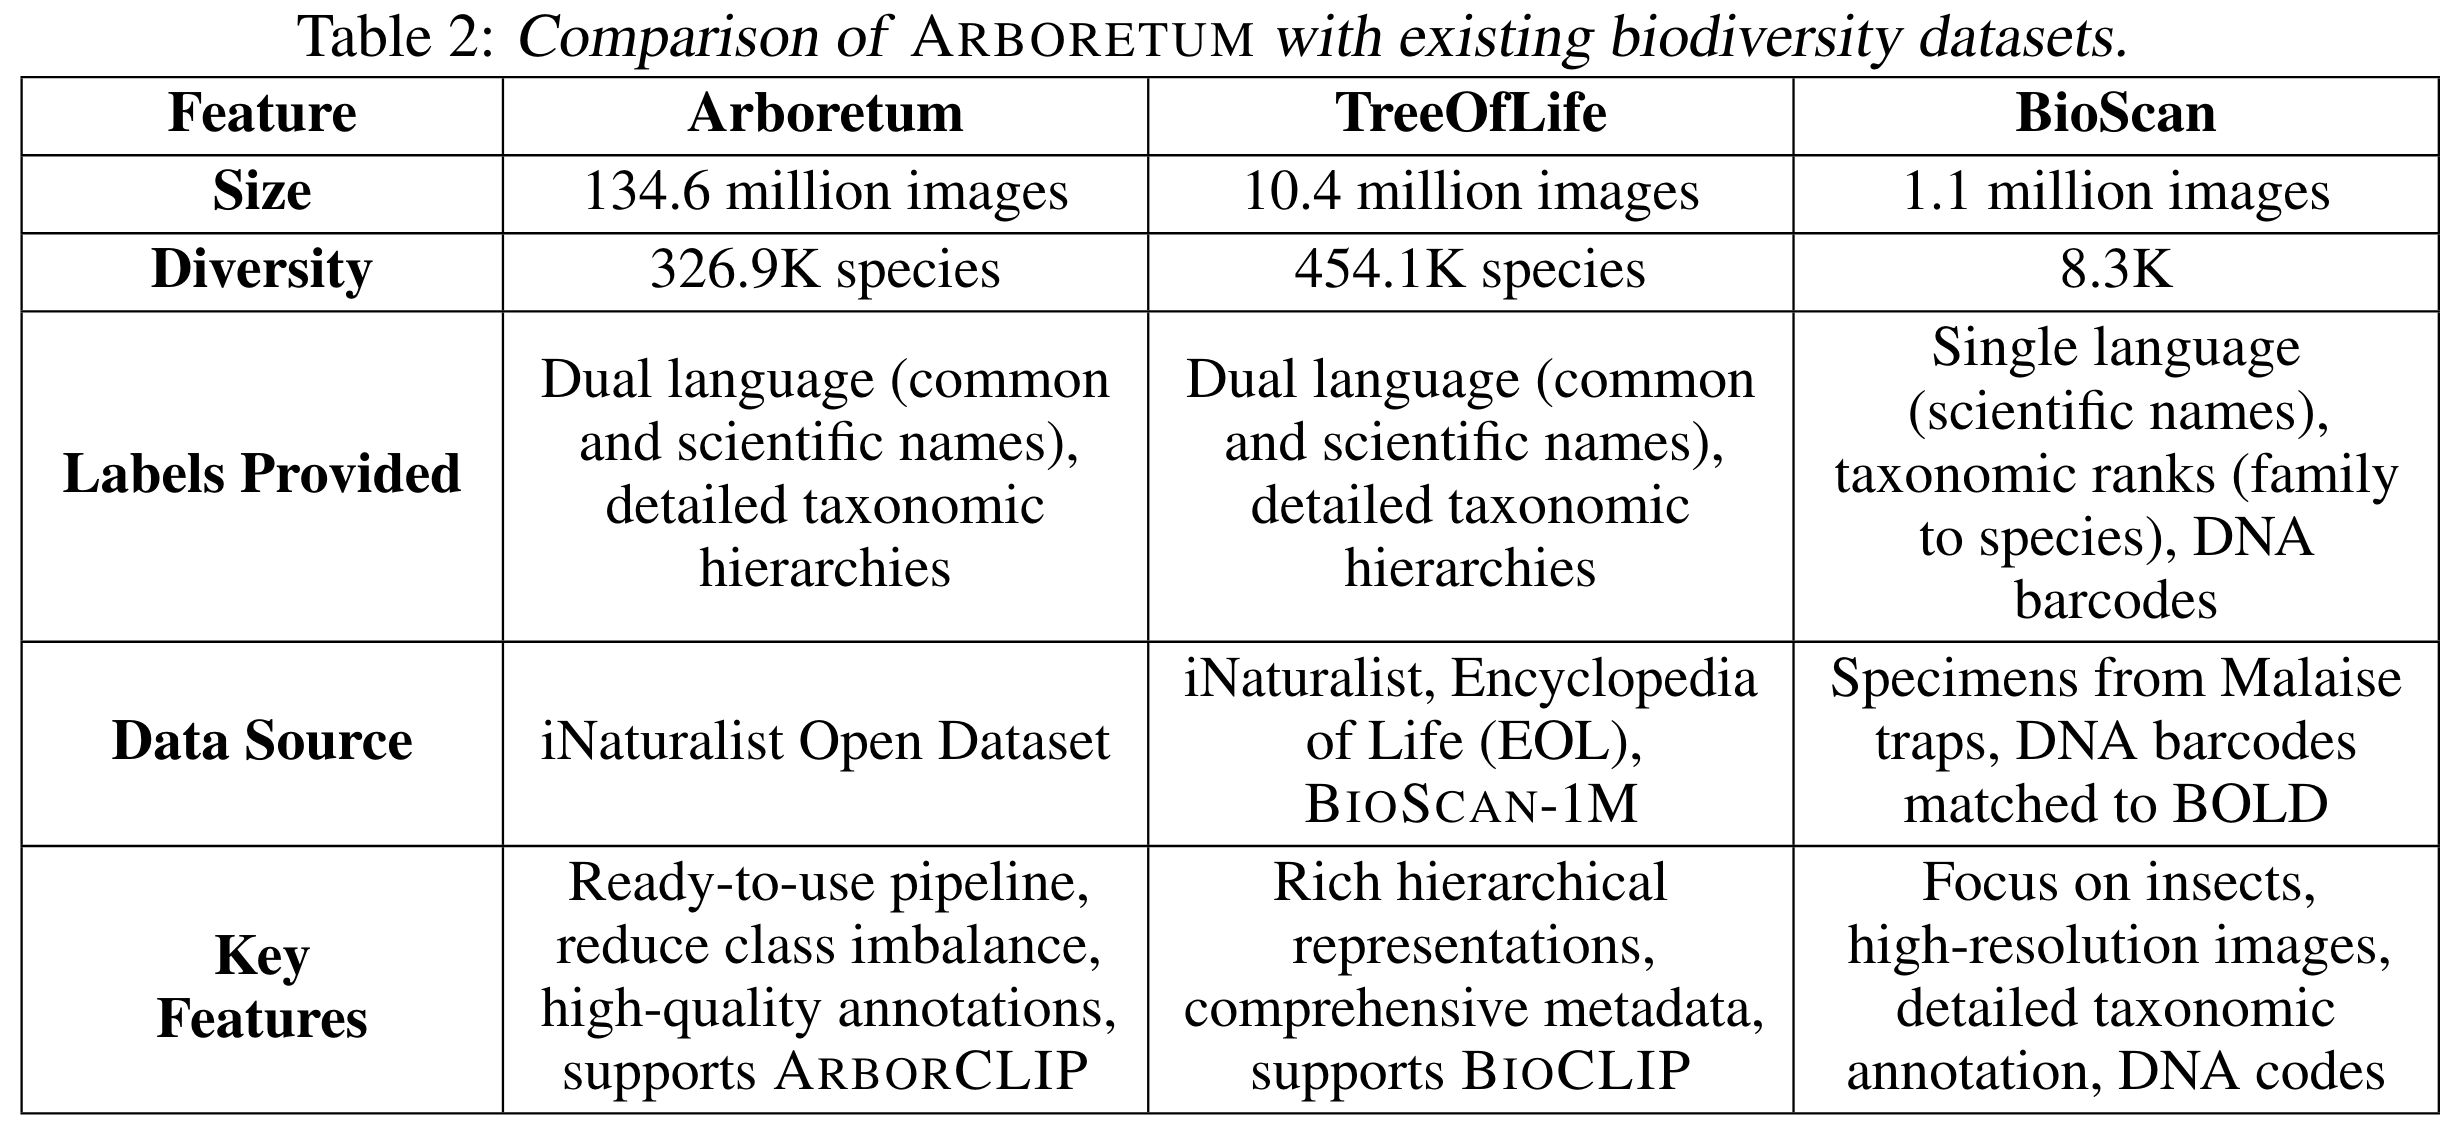 Table 2: Comparison of ARBORETUM with existing biodiversity datasets.
Feature
Arboretum
TreeOfLife
BioScan
Size
134.6 million images
10.4 million images
1.1 million images
Diversity
326.9K species
454.1K species
8.3K
Labels Provided
Dual language (common
and scientific names),
detailed taxonomic
hierarchies
Dual language (common
and scientific names),
detailed taxonomic
hierarchies
Single language
(scientific names),
taxonomic ranks (family
to species), DNA
barcodes
Data Source
iNaturalist Open Dataset
iNaturalist, Encyclopedia
of Life (EOL),
BIOSCAN-1M
Specimens from Malaise
traps, DNA barcodes
matched to BOLD
Key
Features
Ready-to-use pipeline,
reduce class imbalance,
high-quality annotations,
supports ARBORCLIP
Rich hierarchical
representations,
comprehensive metadata,
supports BIOCLIP
Focus on insects,
high-resolution images,
detailed taxonomic
annotation, DNA codes